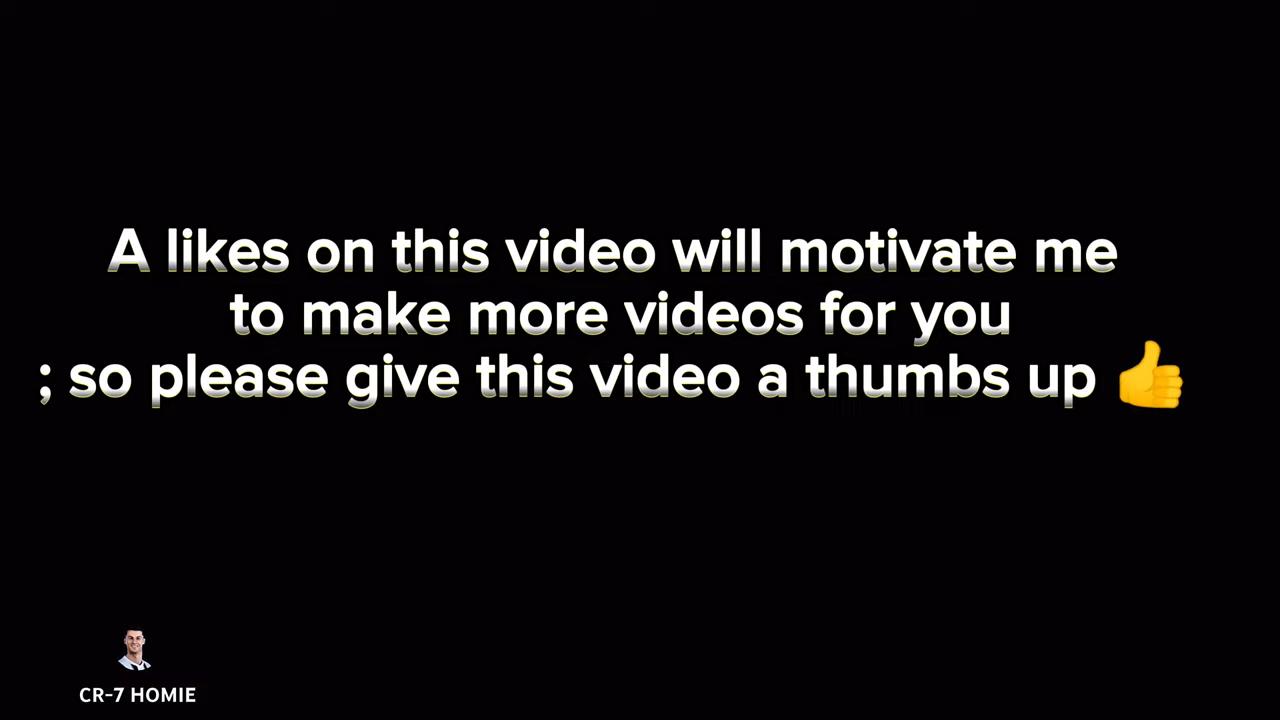 A likes on this video will motivate me
to make more videos for you
; so please give this video a thumbs up 👍
CR-7 HOMIE